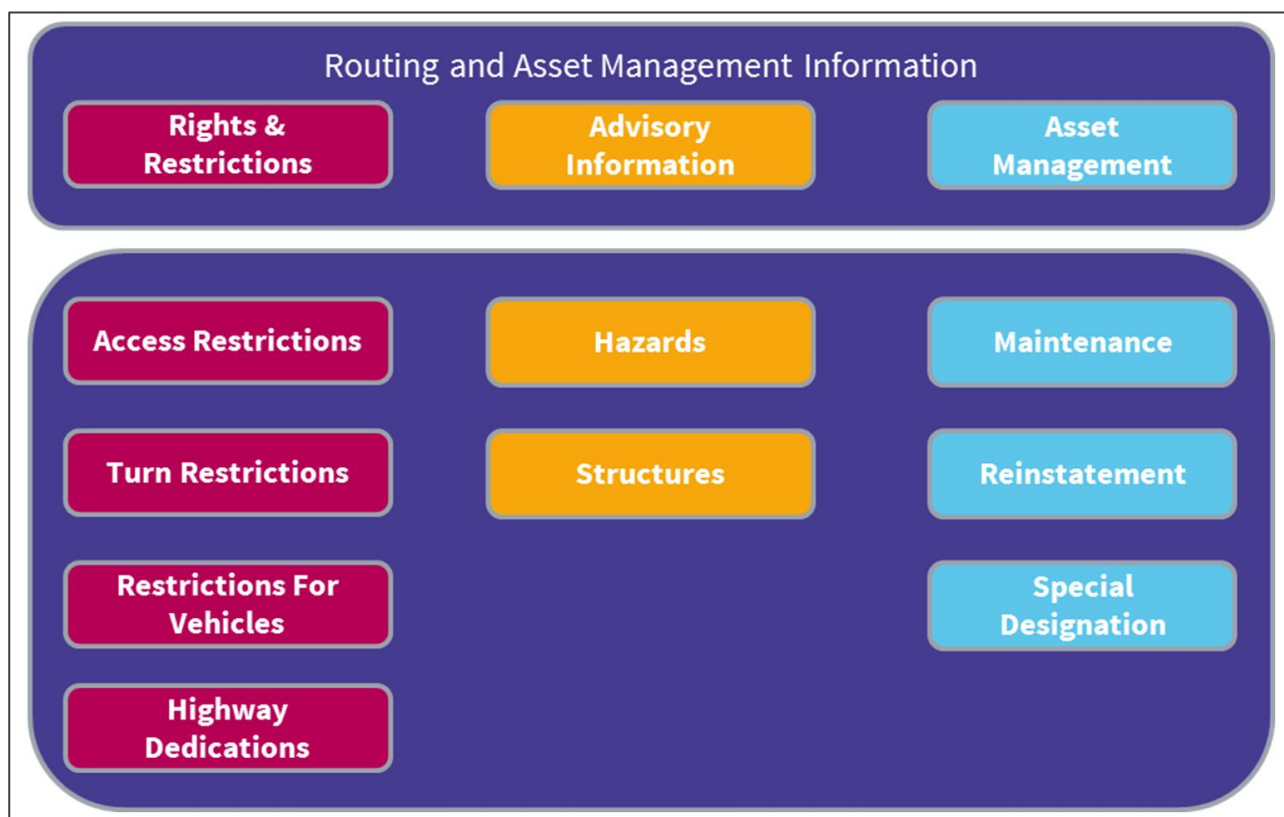 Routing and Asset Management Information
Rights &
Restrictions
Advisory
Information
Asset
Management
Access Restrictions
Hazards
Maintenance
Turn Restrictions
Structures
Reinstatement
Restrictions For
Vehicles
Special
Designation
Highway
Dedications